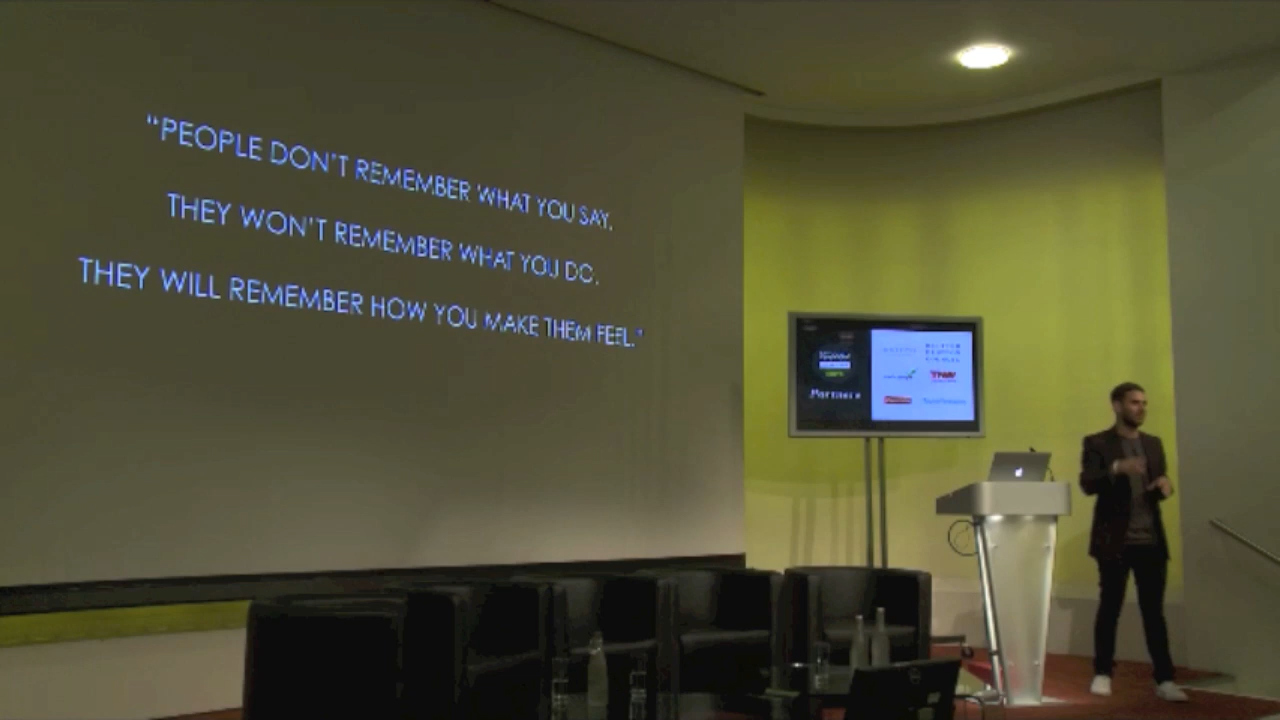 “PEOPLE DON’T REMEMBER WHAT YOU SAY.
THEY WON’T REMEMBER WHAT YOU DO.
THEY WILL REMEMBER HOW YOU MAKE THEM FEEL.”
Partners